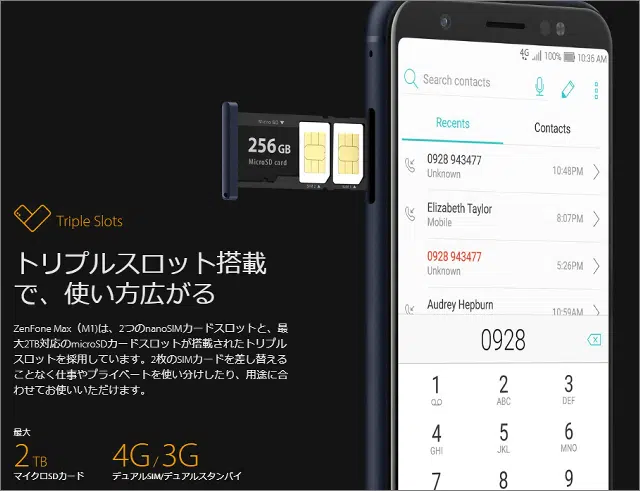 Triple Slots
トリプルスロット搭載
で、使い方広がる
ZenFone Max（M1)は、2つのnanoSIMカードスロットと、最
大2TB対応のmicroSDカードスロットが搭載されたトリプル
スロットを採用しています。2枚のSIMカードを差し替える
ことなく仕事やプライベートを使い分けしたり、用途に合
わせてお使いいただけます。
最大
2 TB
マイクロSDカード
4G / 3G
デュアルSIM/デュアルスタンバイ
Micro SD ▼
256 GB
MicroSD card
4G 100% 10:35 AM
Search contacts
Recents Contacts
0928 943477
Unknown
10:48PM
Elizabeth Taylor
Mobile
8:07PM
0928 943477
Unknown
5:26PM
Audrey Hepburn
10:59AM
0928
1 2 3
ABC DEF
4 5 6
GHI JKL MNO
7 8 9